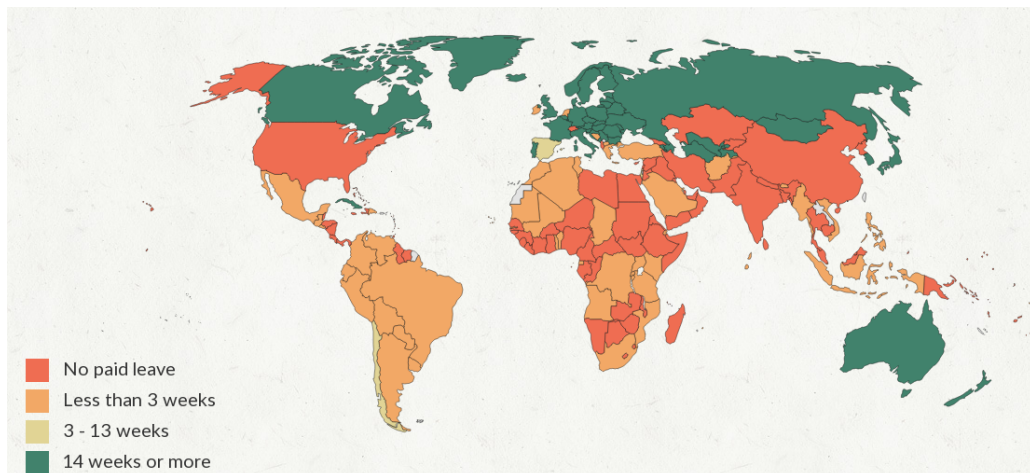 No paid leave
Less than 3 weeks
3 - 13 weeks
14 weeks or more